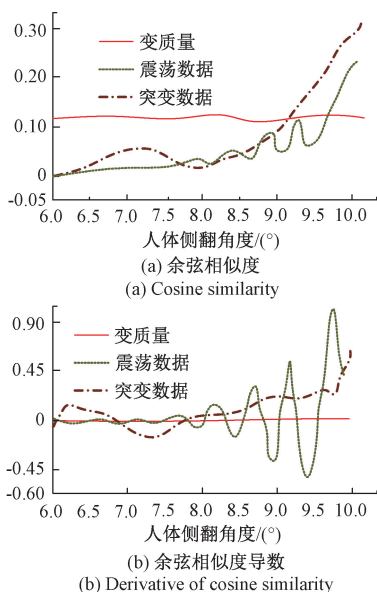 0.30
变质量
震荡数据
0.20
突变数据
0.10
0
-0.05
6.0 6.5 7.0 7.5 8.0 8.5 9.0 9.5 10.0
人体侧翻角度/(°)
(a) 余弦相似度
(a) Cosine similarity
0.90
变质量
0.45
震荡数据
突变数据
0
-0.45
-0.60
6.0 6.5 7.0 7.5 8.0 8.5 9.0 9.5 10.0
人体侧翻角度/(°)
(b) 余弦相似度导数
(b) Derivative of cosine similarity